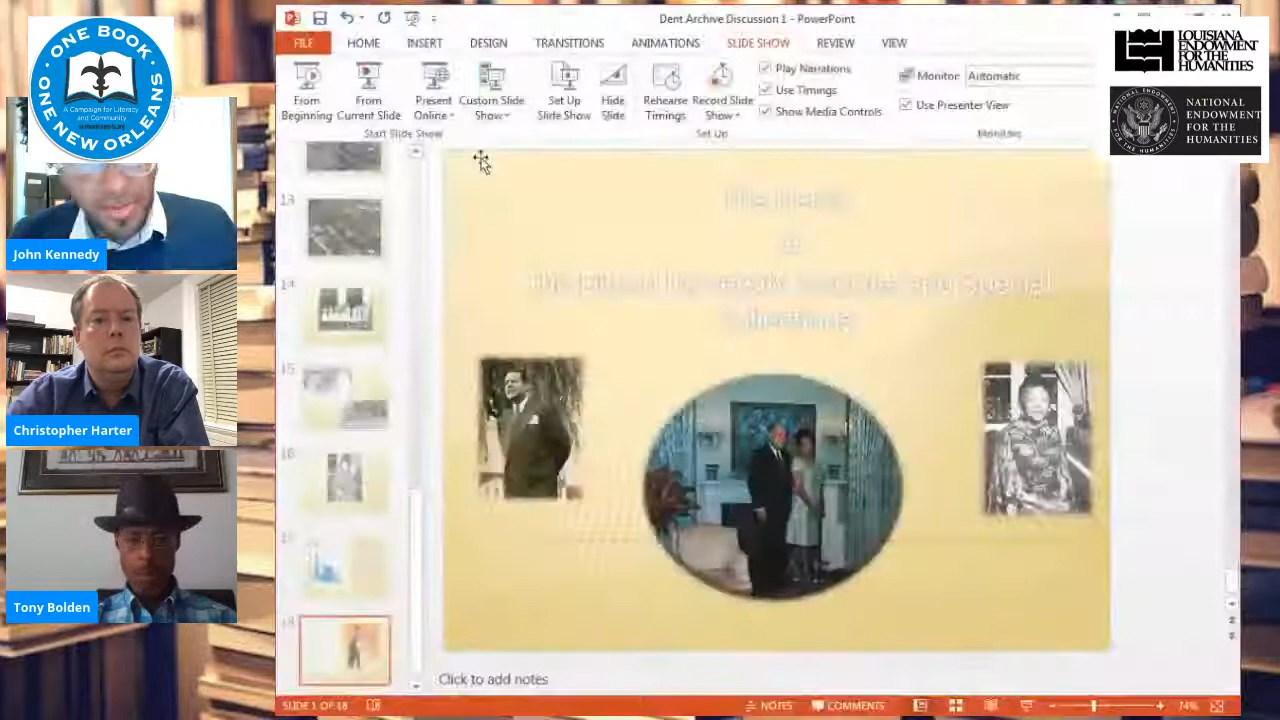 Dent Archive Discussion 1 - PowerPoint
FILE HOME INSERT DESIGN TRANSITIONS ANIMATIONS SLIDE SHOW REVIEW VIEW
From Beginning
From Current Slide
Present Online
Custom Slide Show
Set Up Slide Show
Hide Slide
Rehearse Timings
Record Slide Show
Play Narrations
Use Timings
Show Media Controls
Monitor: Automatic
Use Presenter View
Start Slide Show
Set Up
Monitors
ONE BOOK
ONE NEW ORLEANS
A Campaign for Literacy
and Community
LOUISIANA
ENDOWMENT
FOR THE
HUMANITIES
NATIONAL
ENDOWMENT
FOR THE
HUMANITIES
John Kennedy
Christopher Harter
Tony Bolden
13
14
15
16
17
18
Click to add notes
SLIDE 1 OF 18
NOTES
COMMENTS
74%